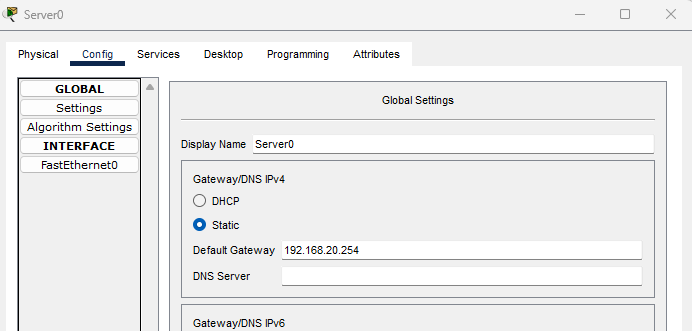 Server0
Physical Config Services Desktop Programming Attributes
GLOBAL
Settings
Algorithm Settings
INTERFACE
FastEthernet0
Global Settings
Display Name Server0
Gateway/DNS IPv4
DHCP
Static
Default Gateway 192.168.20.254
DNS Server
Gateway/DNS IPv6